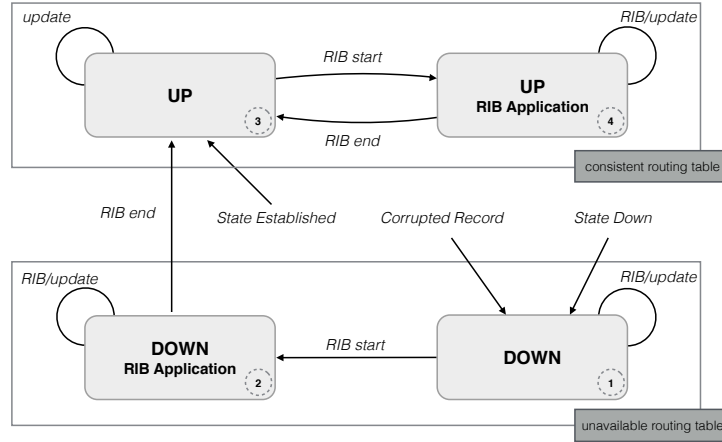 update
RIB/update
RIB start
UP
3
UP
RIB Application
4
RIB end
consistent routing table
RIB end
State Established
Corrupted Record
State Down
RIB/update
RIB/update
DOWN
RIB Application
2
RIB start
DOWN
1
unavailable routing table